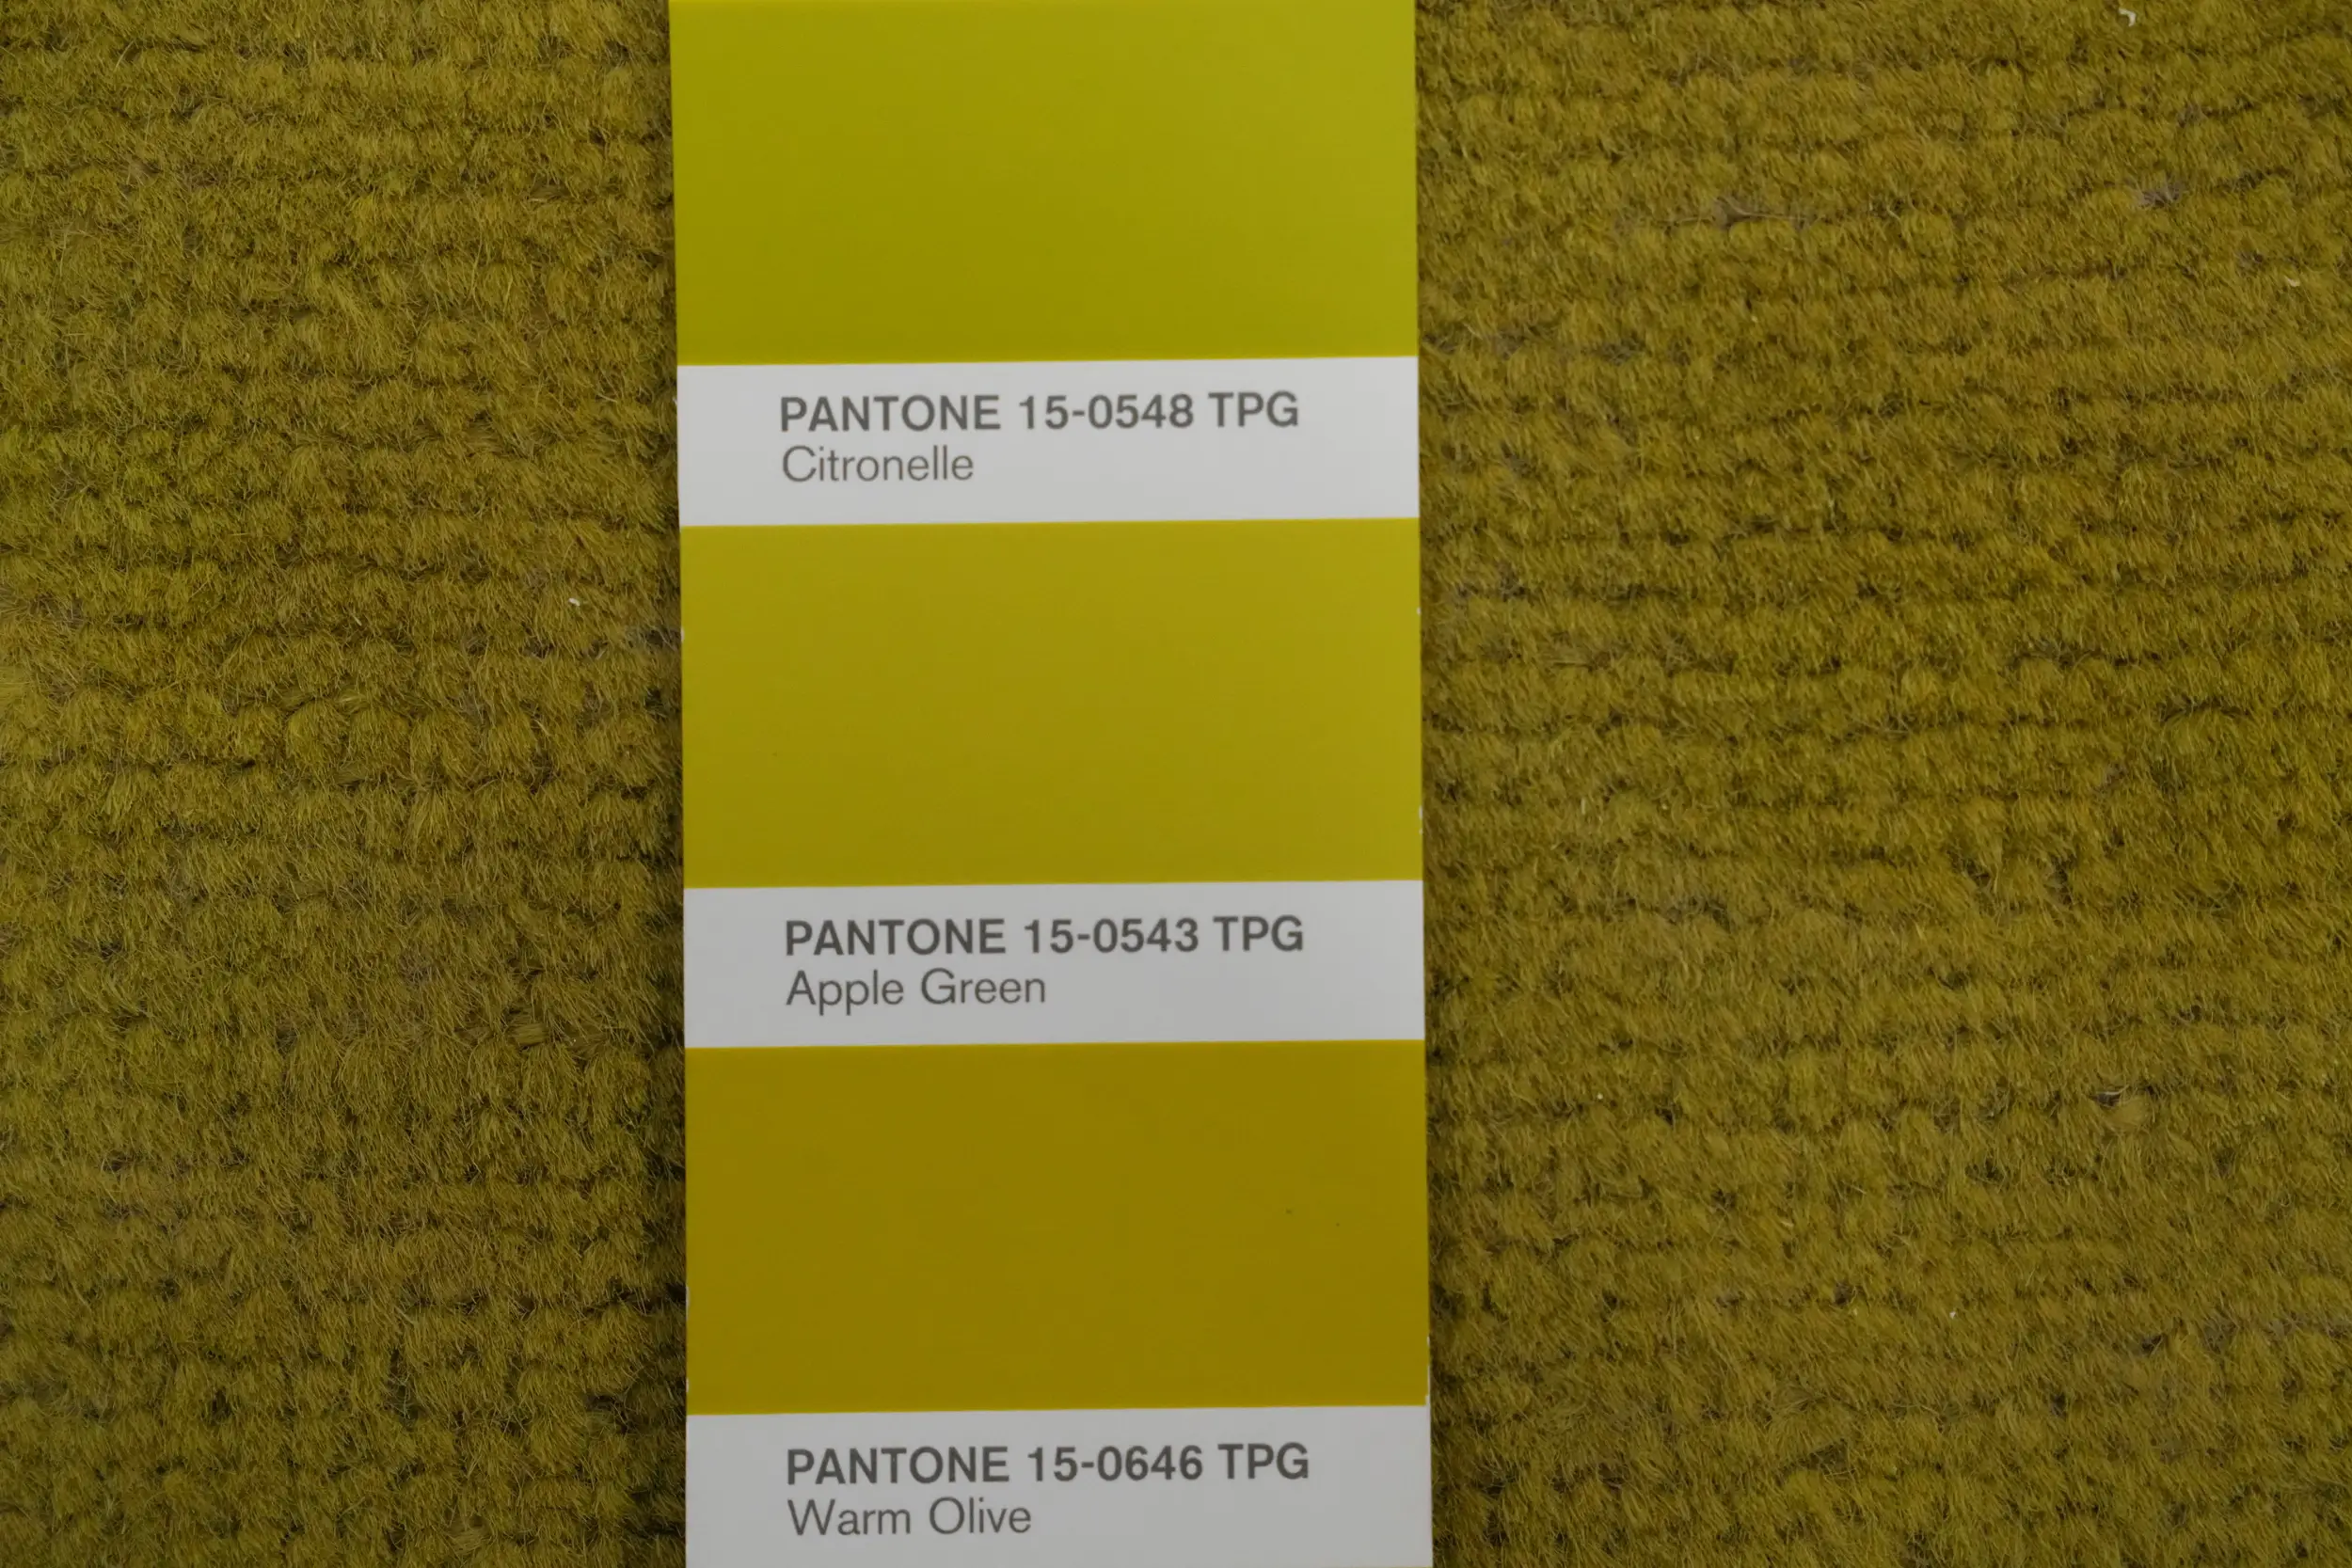 PANTONE 15-0548 TPG
Citronelle
PANTONE 15-0543 TPG
Apple Green
PANTONE 15-0646 TPG
Warm Olive